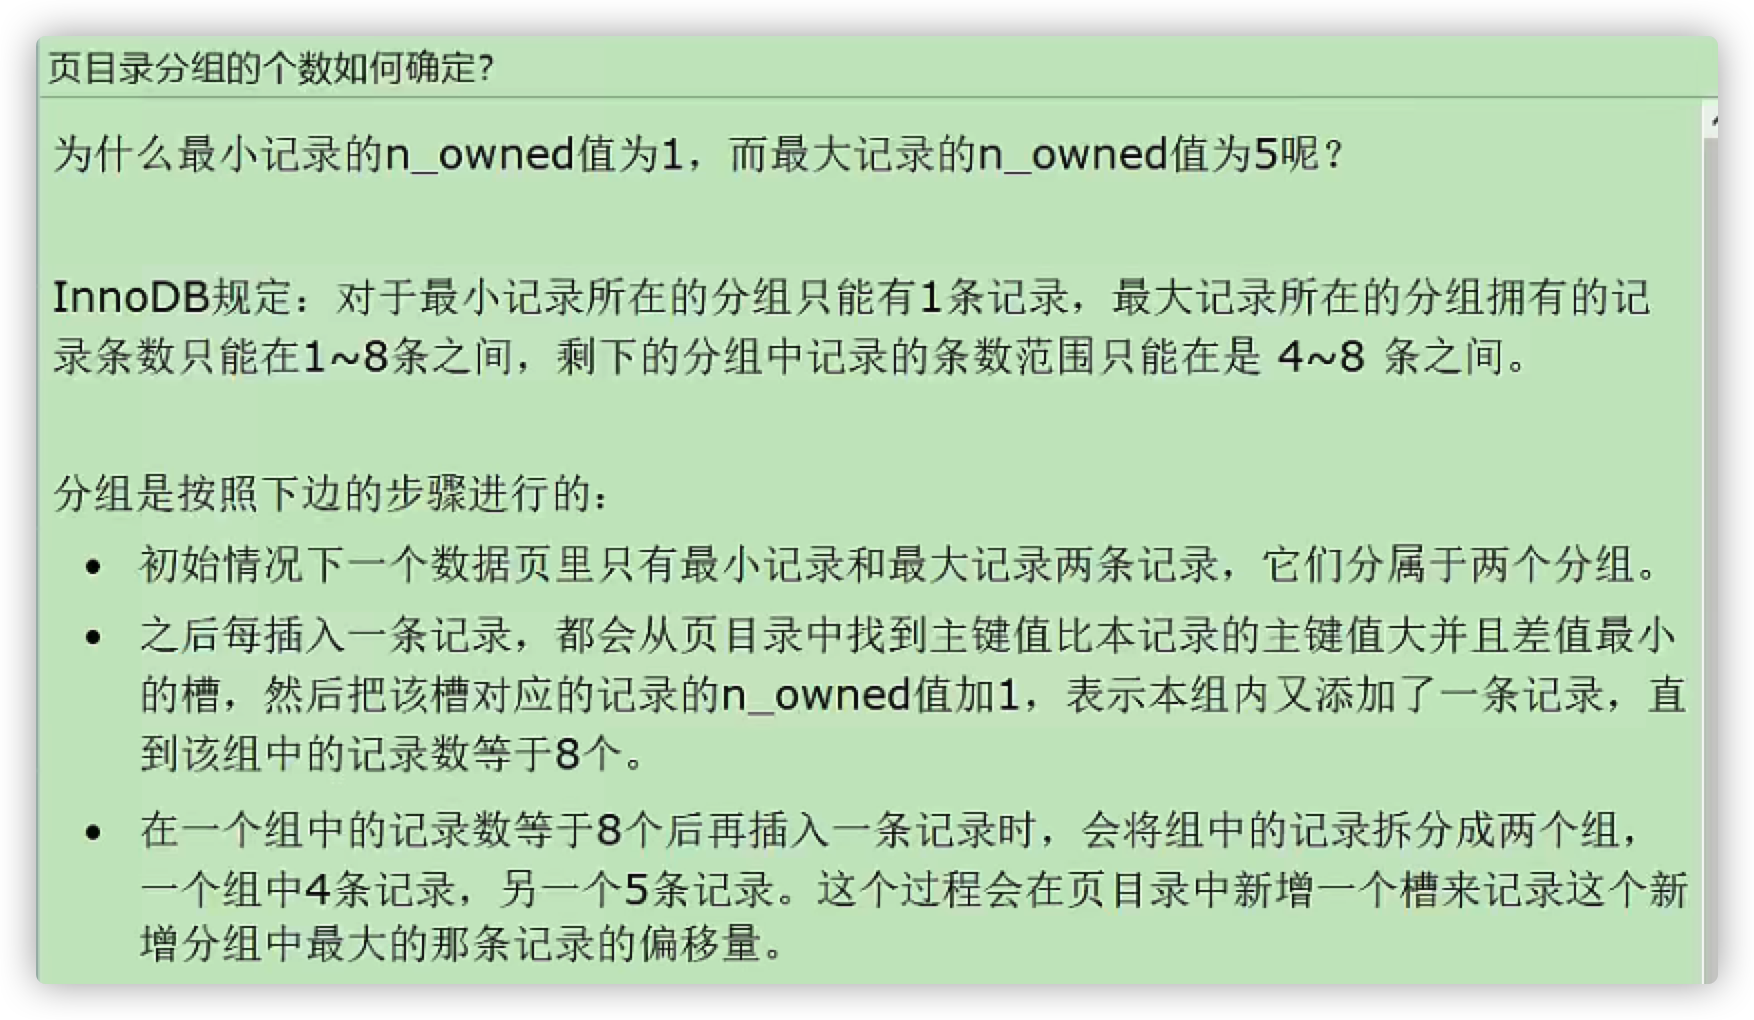 页目录分组的个数如何确定?
为什么最小记录的n_owned值为1，而最大记录的n_owned值为5呢？
InnoDB规定：对于最小记录所在的分组只能有1条记录，最大记录所在的分组拥有的记
录条数只能在1~8条之间，剩下的分组中记录的条数范围只能在是 4~8 条之间。
分组是按照下边的步骤进行的：
• 初始情况下一个数据页里只有最小记录和最大记录两条记录，它们分属于两个分组。
• 之后每插入一条记录，都会从页目录中找到主键值比本记录的主键值大并且差值最小
的槽，然后把该槽对应的记录的n_owned值加1，表示本组内又添加了一条记录，直
到该组中的记录数等于8个。
• 在一个组中的记录数等于8个后再插入一条记录时，会将组中的记录拆分成两个组，
一个组中4条记录，另一个5条记录。这个过程会在页目录中新增一个槽来记录这个新
增分组中最大的那条记录的偏移量。